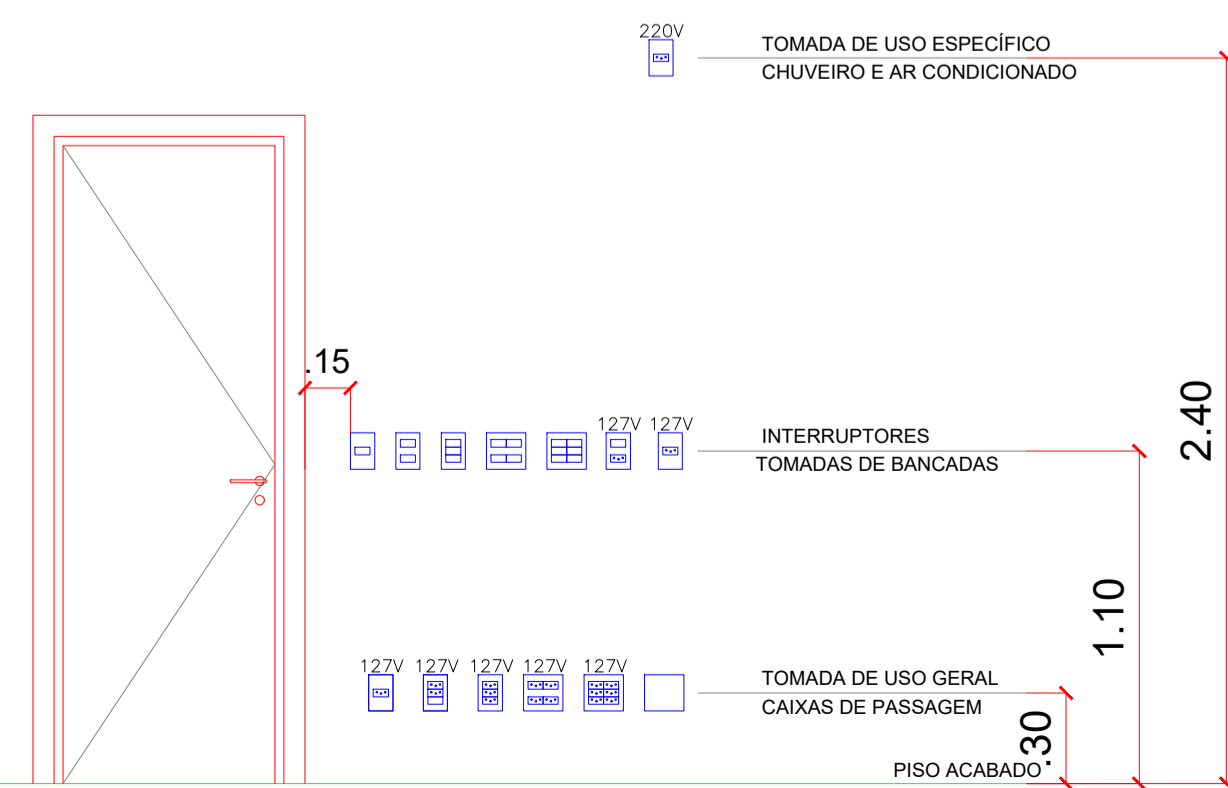 220V
TOMADA DE USO ESPECÍFICO
CHUVEIRO E AR CONDICIONADO
.15
2.40
127V 127V
INTERRUPTORES
TOMADAS DE BANCADAS
1.10
127V 127V 127V 127V 127V
TOMADA DE USO GERAL
CAIXAS DE PASSAGEM
.30
PISO ACABADO